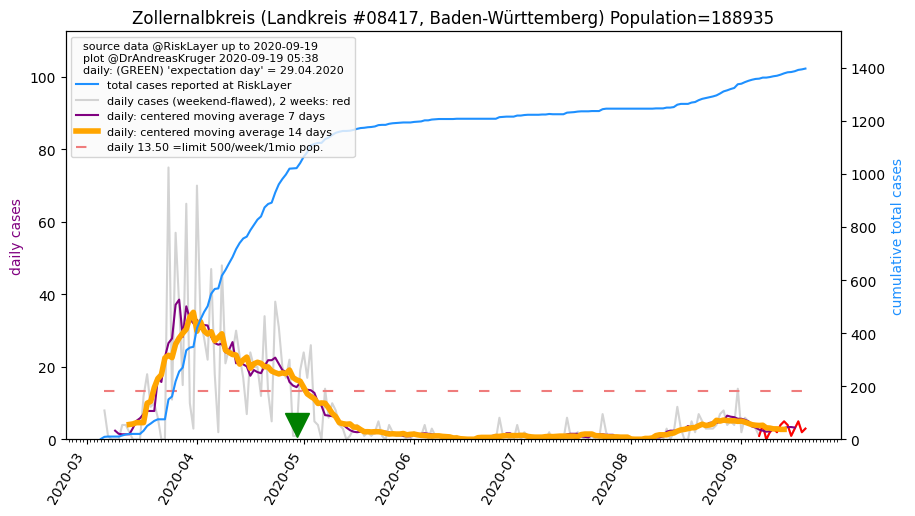 Zollernalbkreis (Landkreis #08417, Baden-Württemberg) Population=188935
source data @RiskLayer up to 2020-09-19
plot @DrAndreasKruger 2020-09-19 05:38
daily: (GREEN) 'expectation day' = 29.04.2020
total cases reported at RiskLayer
daily cases (weekend-flawed), 2 weeks: red
daily: centered moving average 7 days
daily: centered moving average 14 days
daily 13.50 =limit 500/week/1mio pop.
daily cases
100
80
60
40
20
0
cumulative total cases
1400
1200
1000
800
600
400
200
0
2020-03
2020-04
2020-05
2020-06
2020-07
2020-08
2020-09